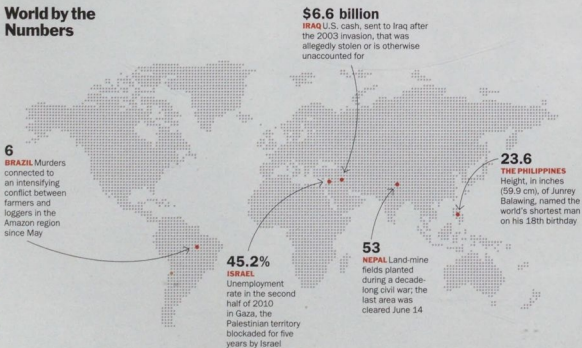 World by the
Numbers
$6.6 billion
IRAQ U.S. cash, sent to Iraq after
the 2003 invasion, that was
allegedly stolen or is otherwise
unaccounted for
6
BRAZIL Murders
connected to
an intensifying
conflict between
farmers and
loggers in the
Amazon region
since May
45.2%
ISRAEL
Unemployment
rate in the second
half of 2010
in Gaza, the
Palestinian territory
blockaded for five
years by Israel
53
NEPAL Land-mine
fields planted
during a decade-
long civil war; the
last area was
cleared June 14
23.6
THE PHILIPPINES
Height, in inches
(59.9 cm), of Junrey
Balawing, named the
world's shortest man
on his 18th birthday